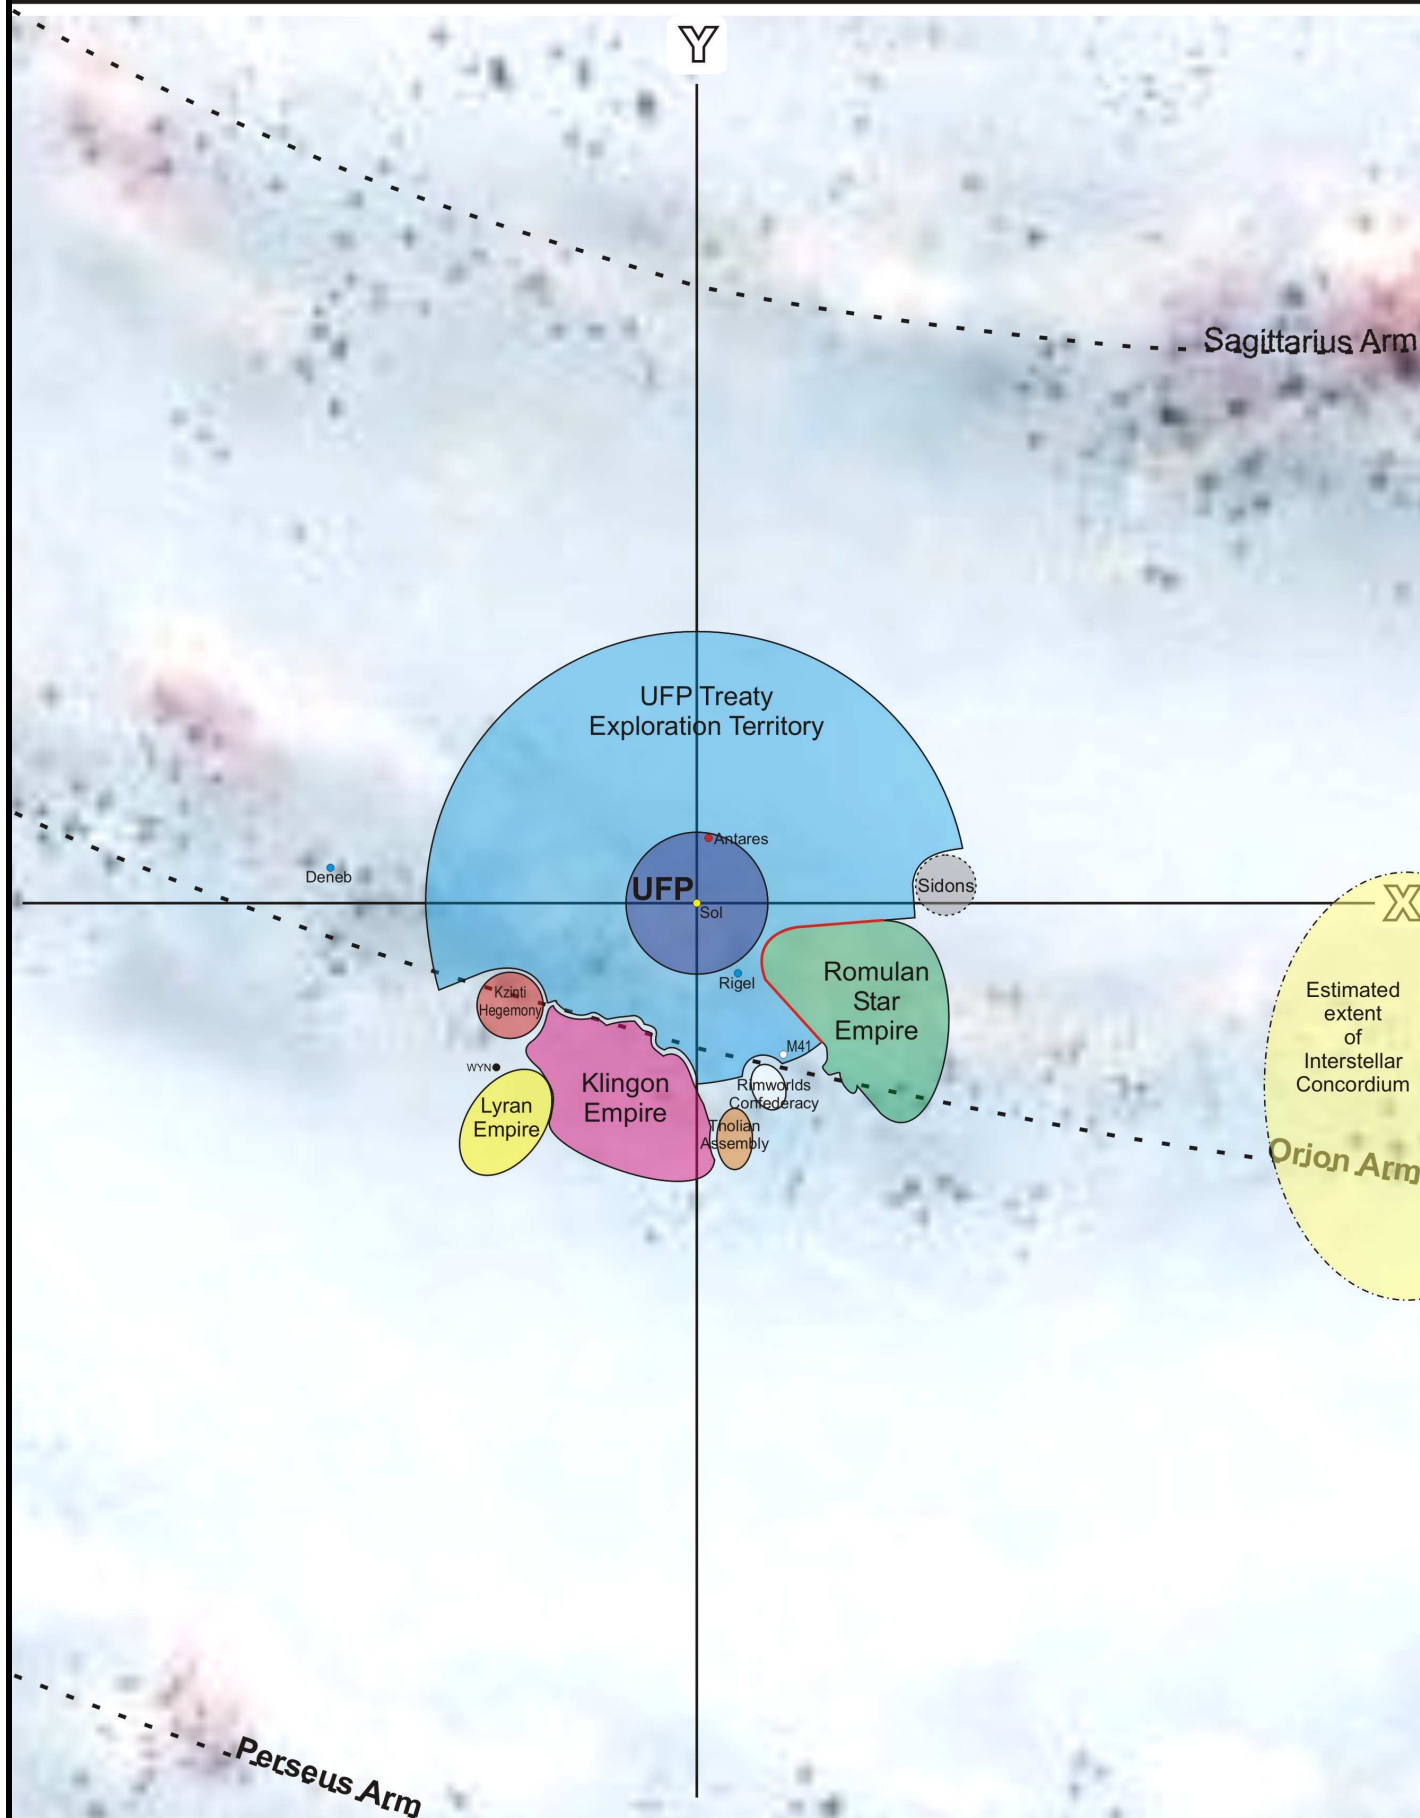 Y
Sagittarius Arm
UFP Treaty
Exploration Territory
Antares
Deneb
UFP
Sidons
X
Sol
Romulan
Star
Empire
Rigel
Kzinti
Hegemony
Estimated
extent
of
Interstellar
Concordium
M41
WYN
Klingon
Empire
Rimworlds
Confederacy
Lyran
Empire
Tholian
Assembly
Orion Arm
Perseus Arm